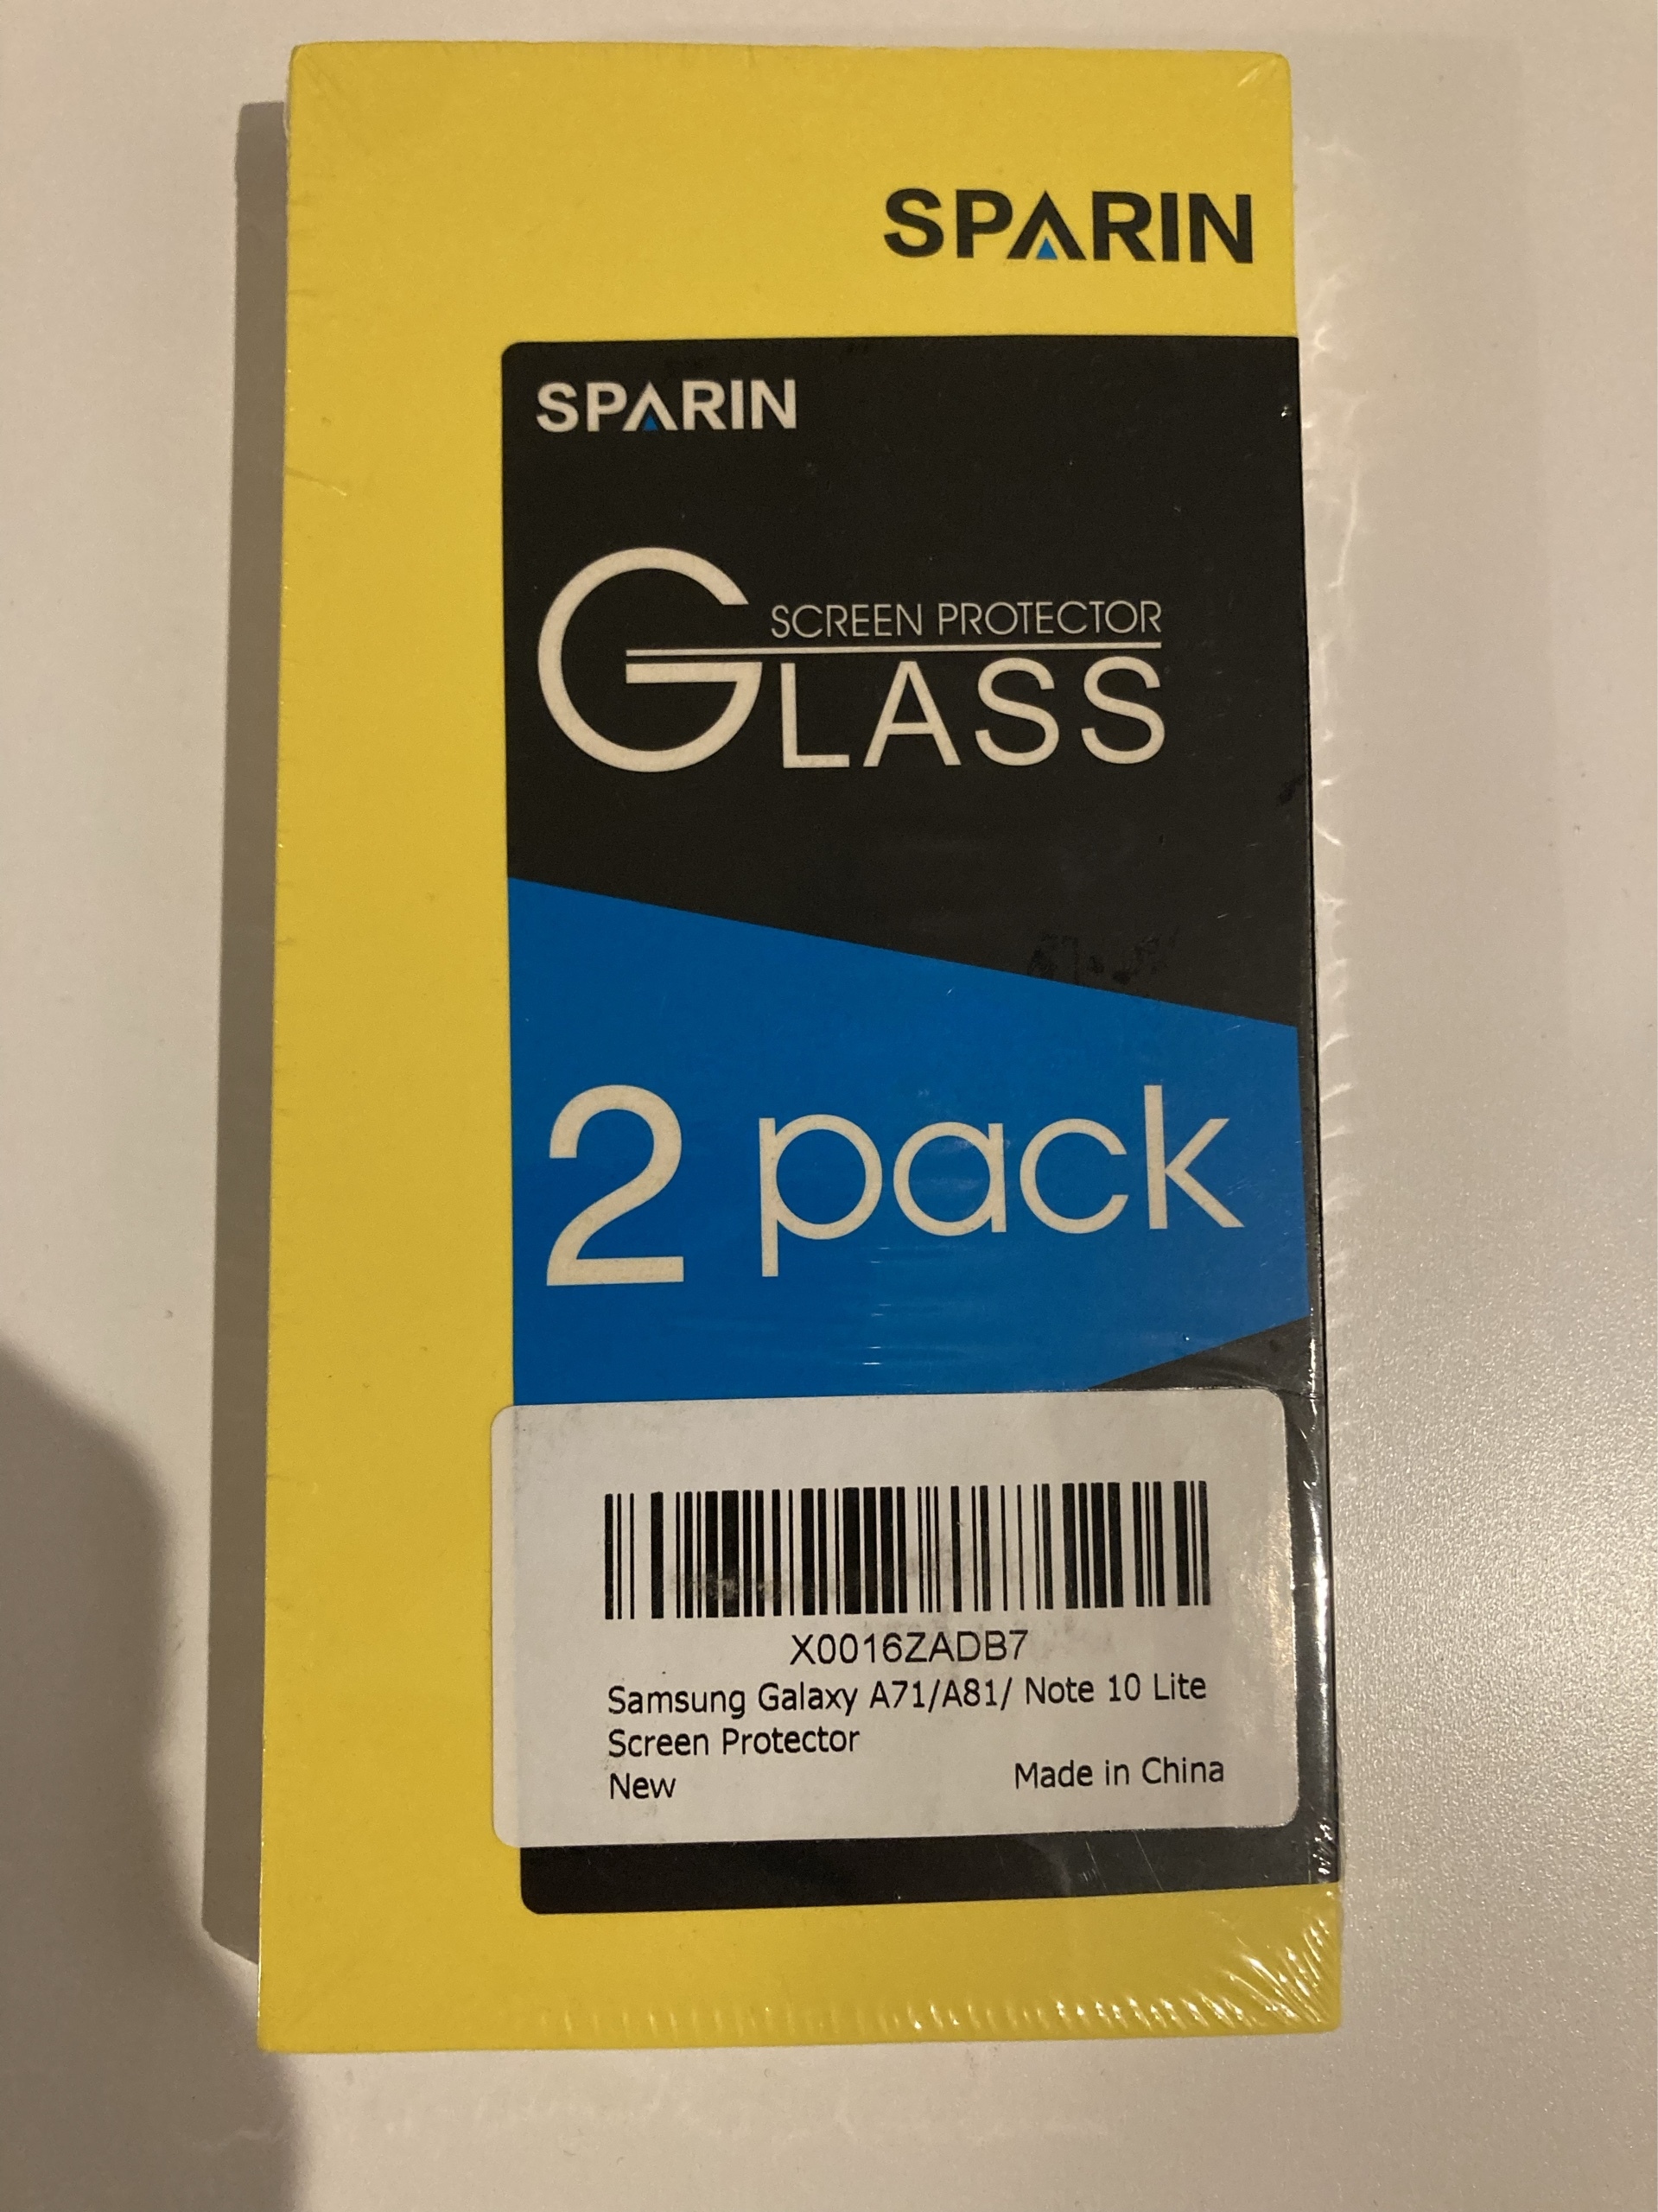 SPARIN
SPARIN
SCREEN PROTECTOR
GLASS
2 pack
X0016ZADB7
Samsung Galaxy A71/A81/ Note 10 Lite
Screen Protector
New Made in China